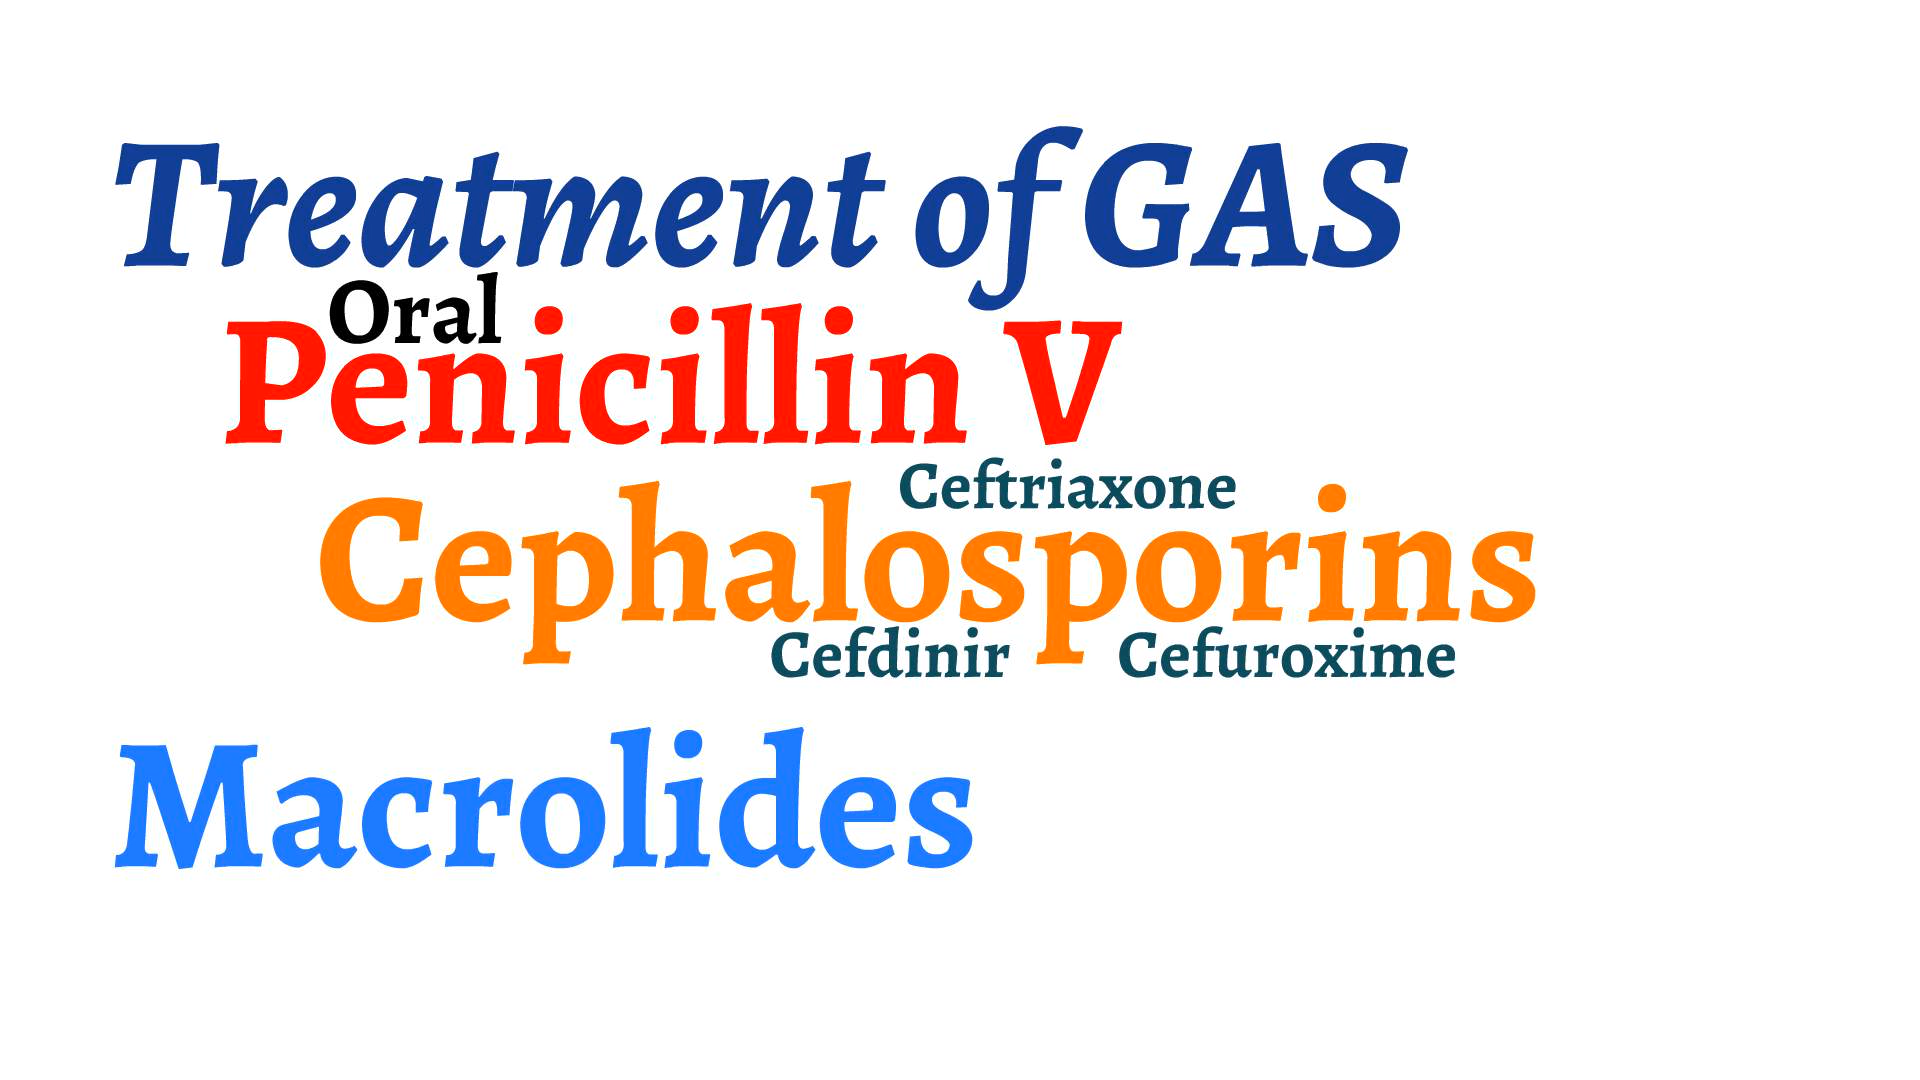 Treatment of GAS
Oral
Penicillin V
Ceftriaxone
Cephalosporins
Cefdinir Cefuroxime
Macrolides